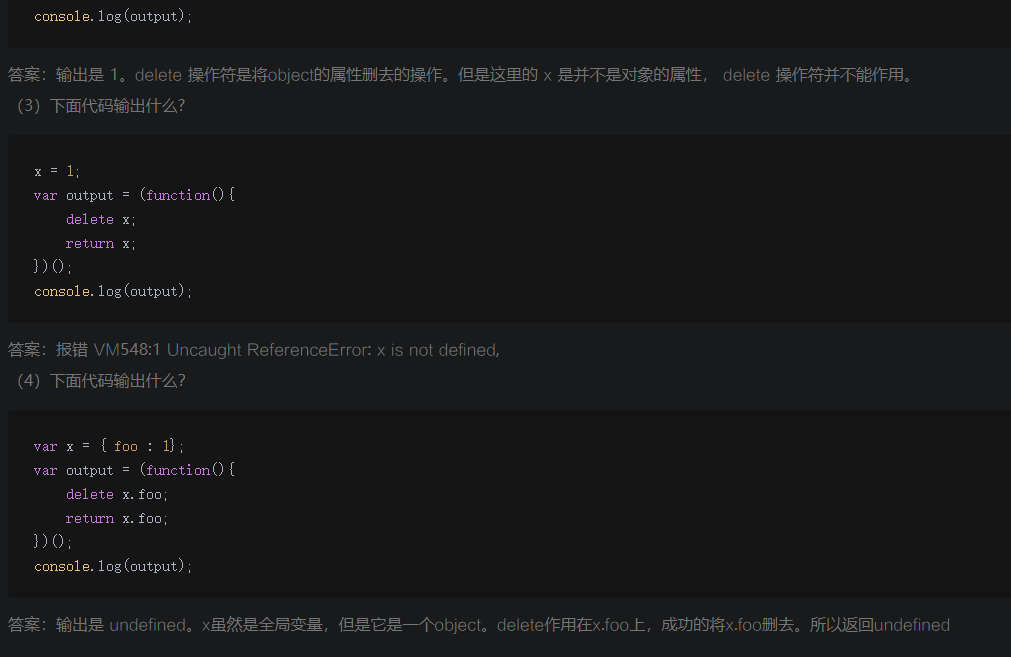 console.log(output);
答案：输出是 1。delete 操作符是将object的属性删去的操作。但是这里的 x 是并不是对象的属性， delete 操作符并不能作用。
（3）下面代码输出什么？
x = 1;
var output = (function(){
    delete x;
    return x;
})();
console.log(output);
答案：报错 VM548:1 Uncaught ReferenceError: x is not defined,
（4）下面代码输出什么？
var x = { foo : 1};
var output = (function(){
    delete x.foo;
    return x.foo;
})();
console.log(output);
答案：输出是 undefined。x虽然是全局变量，但是它是一个object。delete作用在x.foo上，成功的将x.foo删去。所以返回undefined